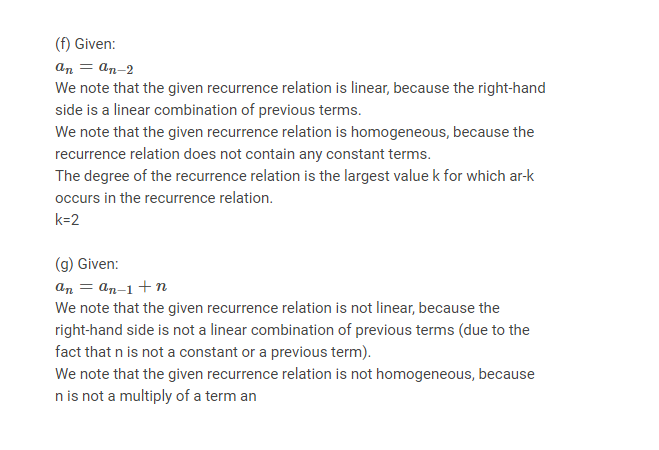 (f) Given:
aₙ = aₙ₋₂
We note that the given recurrence relation is linear, because the right-hand
side is a linear combination of previous terms.
We note that the given recurrence relation is homogeneous, because the
recurrence relation does not contain any constant terms.
The degree of the recurrence relation is the largest value k for which ar-k
occurs in the recurrence relation.
k=2
(g) Given:
aₙ = aₙ₋₁ + n
We note that the given recurrence relation is not linear, because the
right-hand side is not a linear combination of previous terms (due to the
fact that n is not a constant or a previous term).
We note that the given recurrence relation is not homogeneous, because
n is not a multiply of a term an